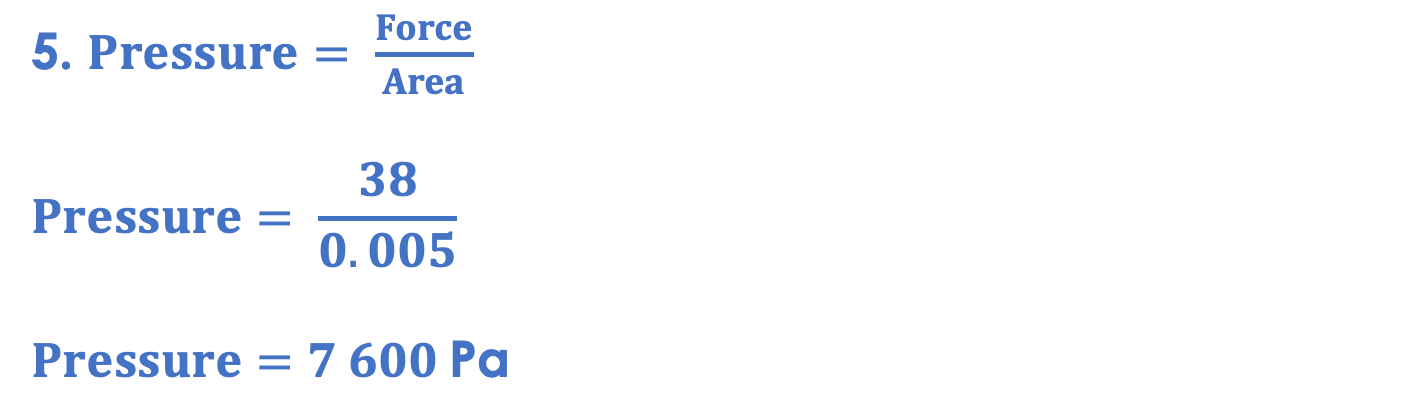 5. Pressure = Force/Area
Pressure = 38/0.005
Pressure = 7 600 Pa